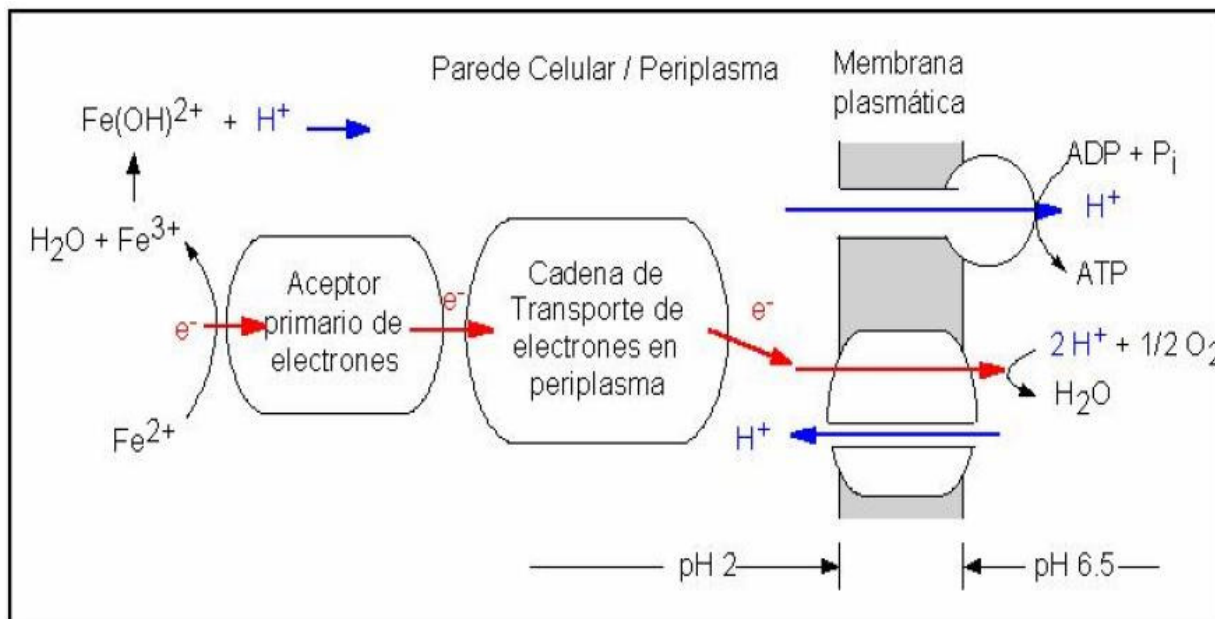 Parede Celular / Periplasma
Membrana
plasmática
Fe(OH)²⁺ + H⁺
H₂O + Fe³⁺
e⁻
Fe²⁺
Aceptor
primario de
electrones
e⁻
Cadena de
Transporte de
electrones en
periplasma
e⁻
ADP + Pᵢ
H⁺
ATP
2 H⁺ + 1/2 O₂
H₂O
H⁺
pH 2
pH 6.5